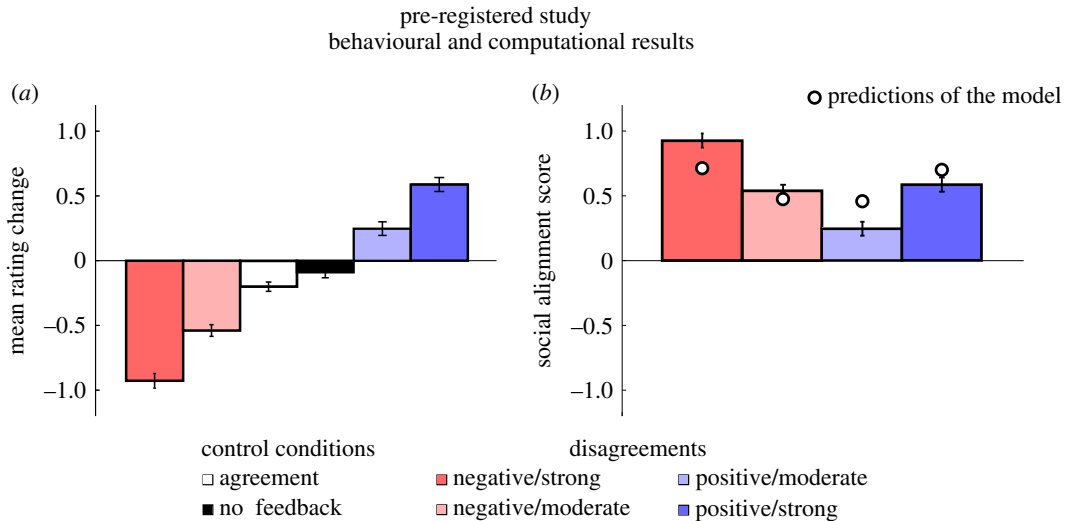 pre-registered study
behavioural and computational results
(a)
(b)
predictions of the model
mean rating change
1.0
0.5
0
–0.5
–1.0
social alignment score
1.0
0.5
0
–0.5
–1.0
control conditions
disagreements
agreement
negative/strong
positive/moderate
no feedback
negative/moderate
positive/strong